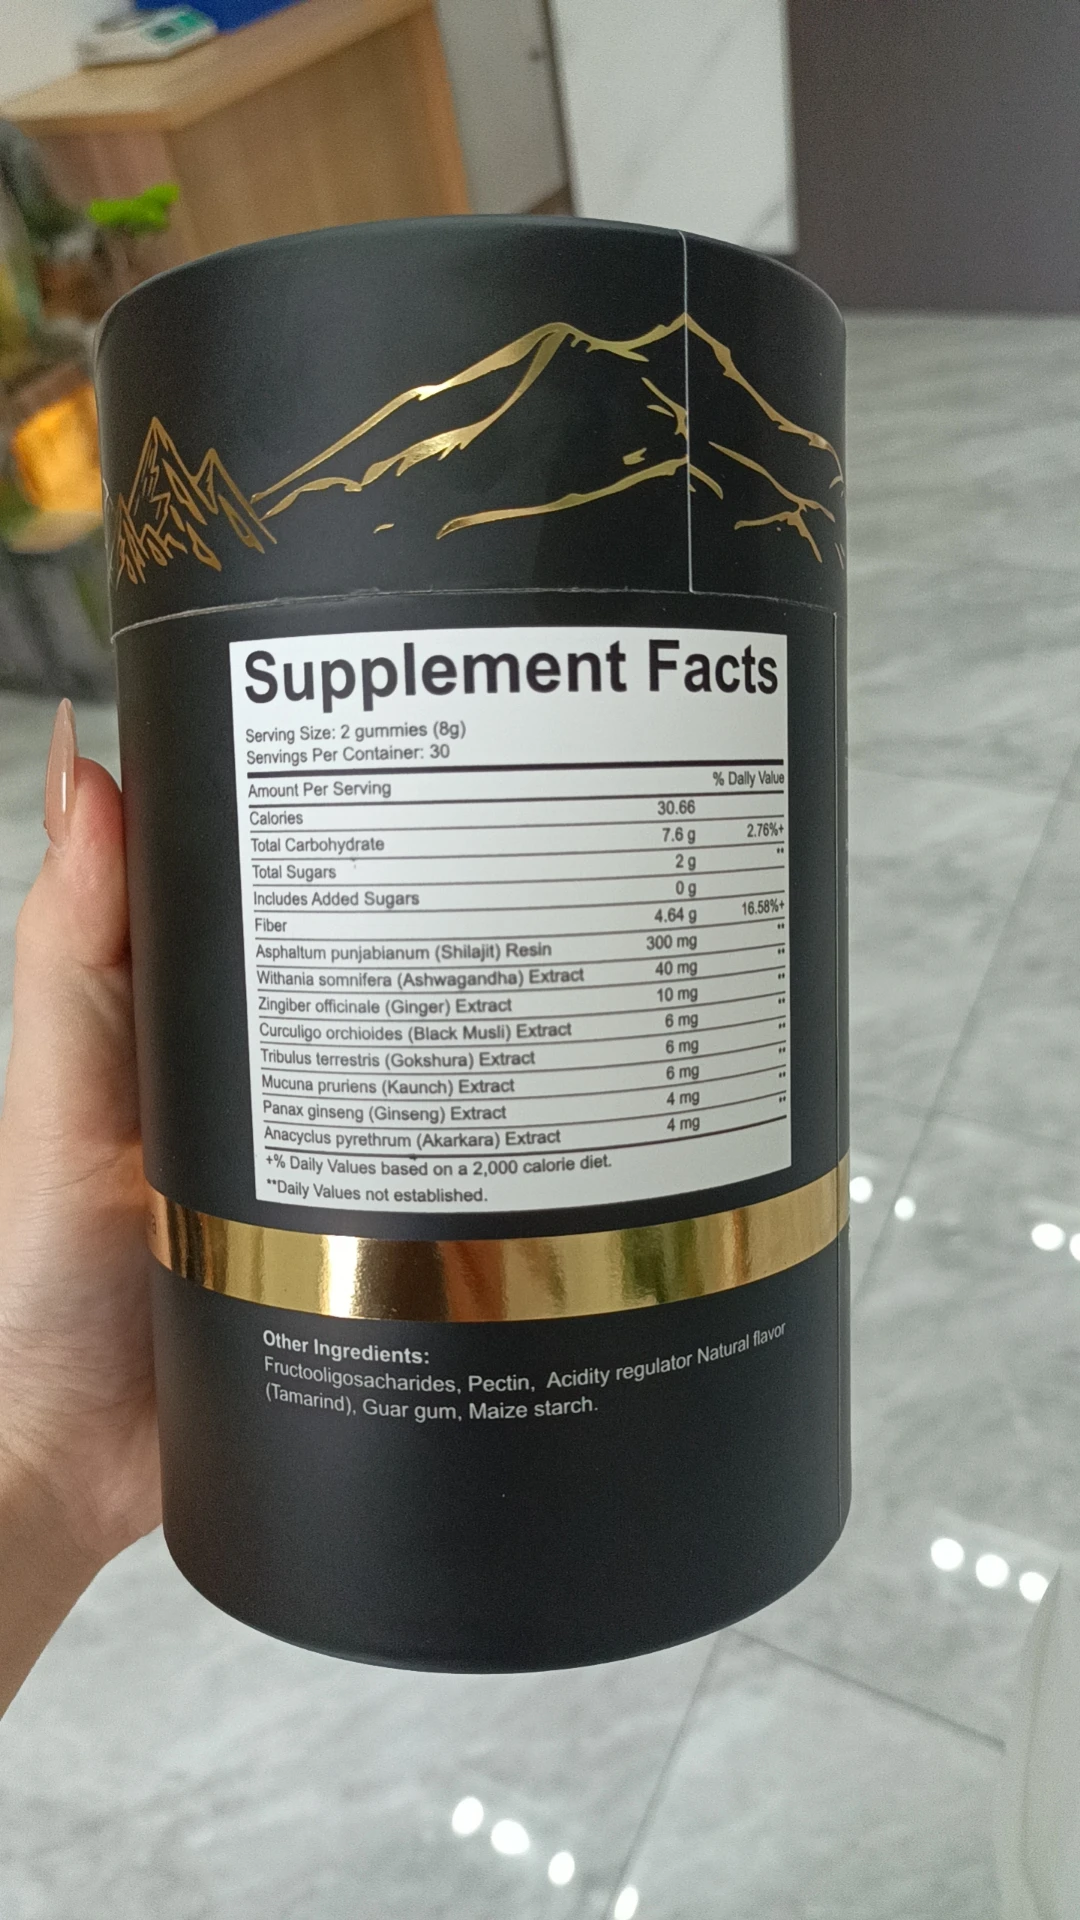 Supplement Facts
Serving Size: 2 gummies (8g)
Senvings Per Container: 30
Amount Per Serving % Dally Value
Calories 30.66
Total Carbohydrate 7.6 g 2.76%+
Total Sugars 2 g **
Includes Added Sugars 0 g
Fiber 4.64 g 16.58%+
Asphaltum punjabianum (Shilajit) Resin 300 mg **
Withania somnifera (Ashwagandha) Extract 40 mg **
Zingiber officinale (Ginger) Extract 10 mg **
Curculigo orchioides (Black Musli) Extract 6 mg **
Tribulus terrestris (Gokshura) Extract 6 mg **
Mucuna pruriens (Kaunch) Extract 6 mg **
Panax ginseng (Ginseng) Extract 4 mg **
Anacyclus pyrethrum (Akarkara) Extract 4 mg **
+% Daily Values based on a 2,000 calorie diet.
**Daily Values not established.
Other Ingredients:
Fructooligosacharides, Pectin, Acidity regulator Natural flavor
(Tamarind), Guar gum, Maize starch.